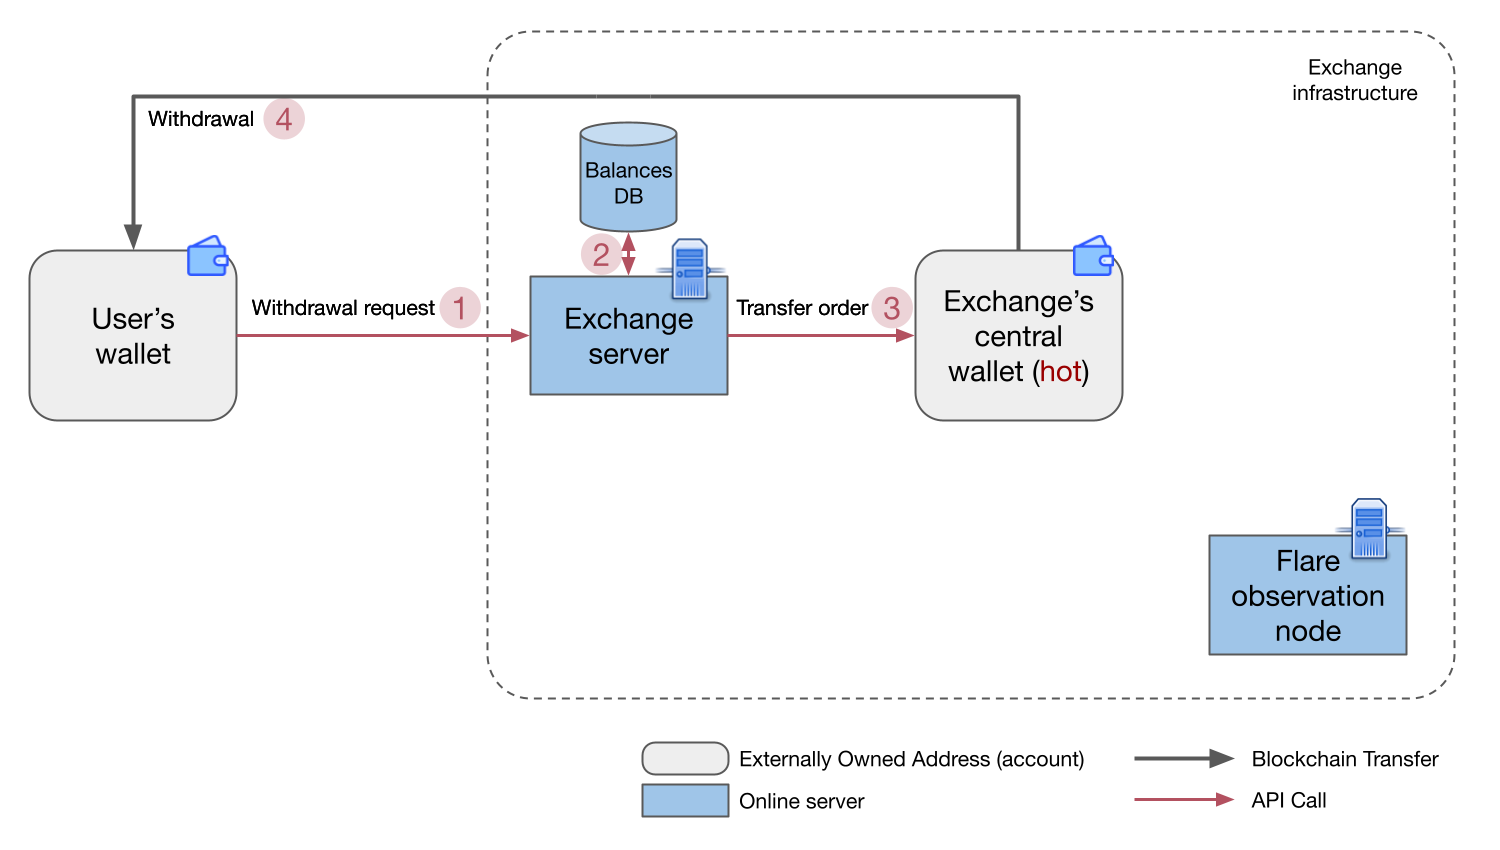 Exchange
infrastructure
Withdrawal 4
Balances
DB
2
User's
wallet
Withdrawal request 1
Exchange
server
Transfer order 3
Exchange's
central
wallet (hot)
Flare
observation
node
Externally Owned Address (account)
Blockchain Transfer
Online server
API Call